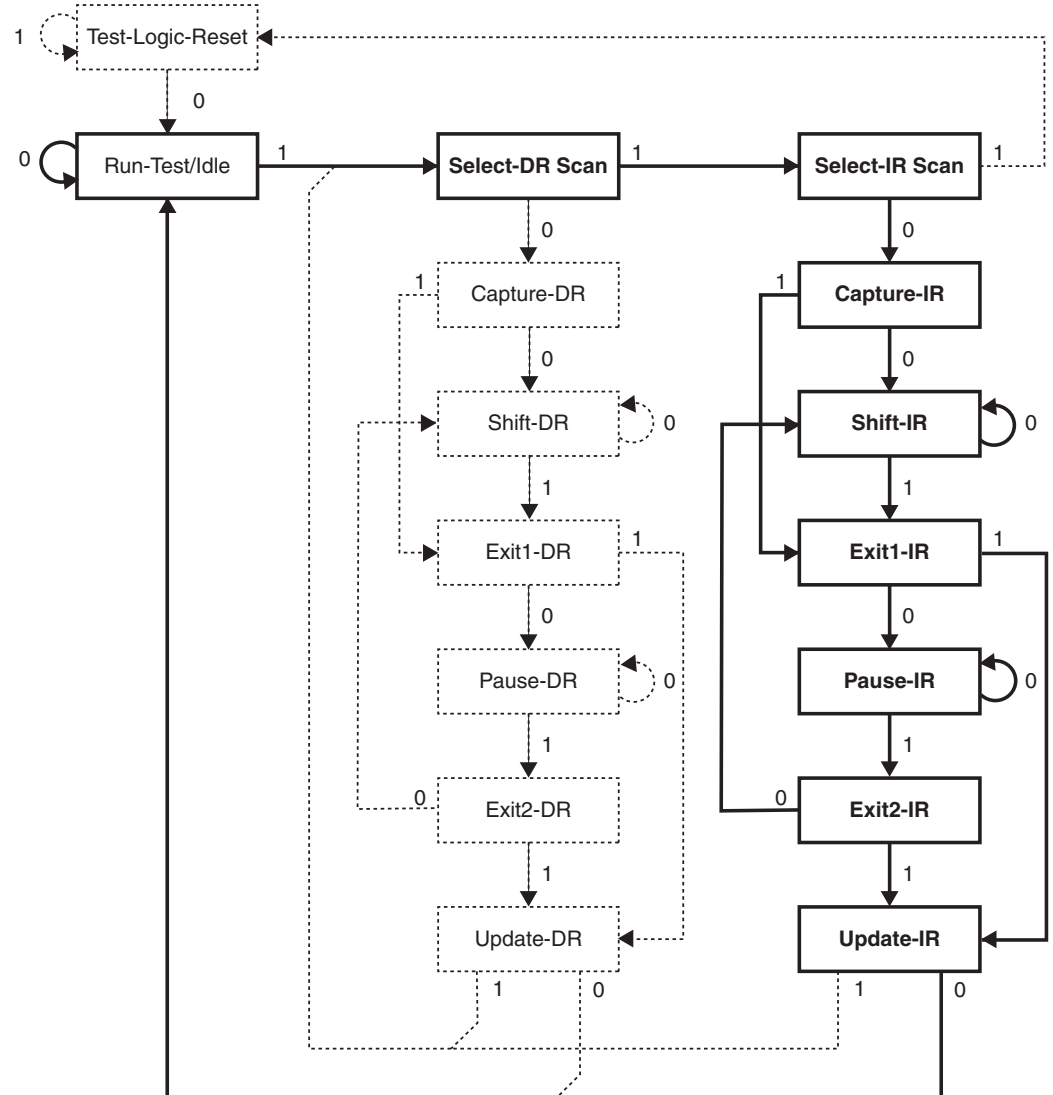 1
Test-Logic-Reset
0
0
Run-Test/Idle
1
Select-DR Scan
1
Select-IR Scan
1
0
0
1
Capture-DR
1
Capture-IR
0
0
Shift-DR
0
Shift-IR
0
1
1
Exit1-DR
1
Exit1-IR
1
0
0
Pause-DR
0
Pause-IR
0
1
1
0
Exit2-DR
0
Exit2-IR
1
1
Update-DR
Update-IR
1
0
1
0